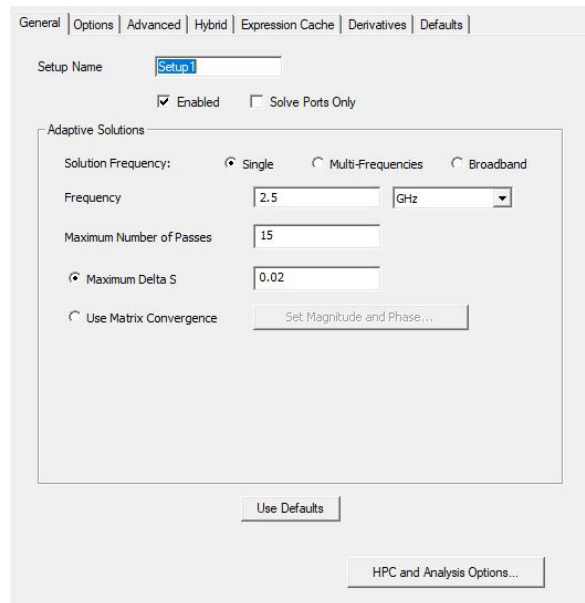 General Options Advanced Hybrid Expression Cache Derivatives Defaults
Setup Name Setup1
Enabled Solve Ports Only
Adaptive Solutions
Solution Frequency: Single Multi-Frequencies Broadband
Frequency 2.5 GHz
Maximum Number of Passes 15
Maximum Delta S 0.02
Use Matrix Convergence Set Magnitude and Phase...
Use Defaults
HPC and Analysis Options...